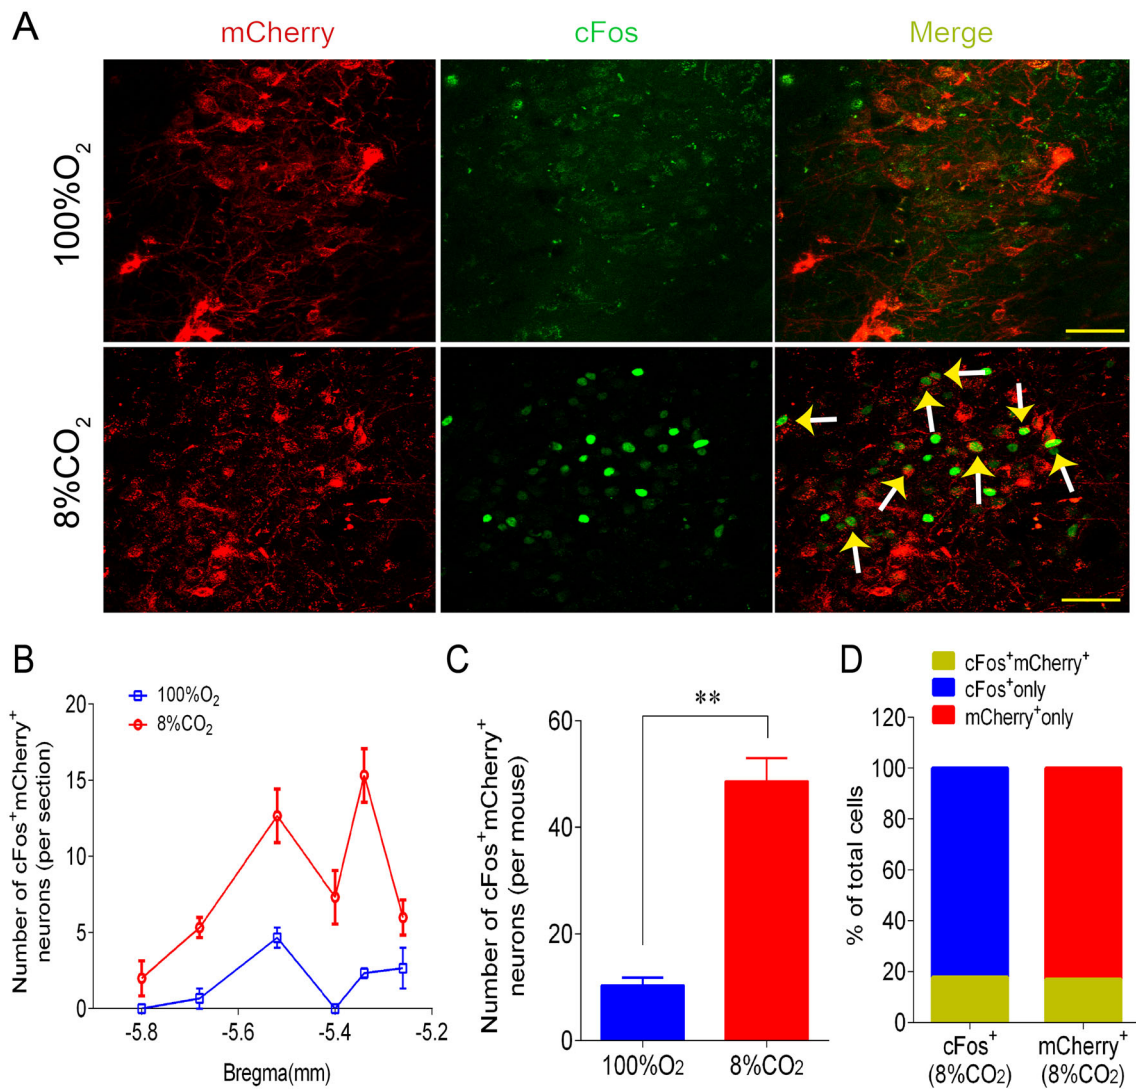 A
mCherry
cFos
Merge
100%O₂
8%CO₂
B
100%O₂
8%CO₂
Number of cFos⁺mCherry⁺
neurons (per section)
20
15
10
5
0
-5.8
-5.6
-5.4
-5.2
Bregma(mm)
C
**
Number of cFos⁺mCherry⁺
neurons (per mouse)
60
40
20
0
100%O₂
8%CO₂
D
cFos⁺mCherry⁺
cFos⁺only
mCherry⁺only
% of total cells
120
100
80
60
40
20
0
cFos⁺
(8%CO₂)
mCherry⁺
(8%CO₂)